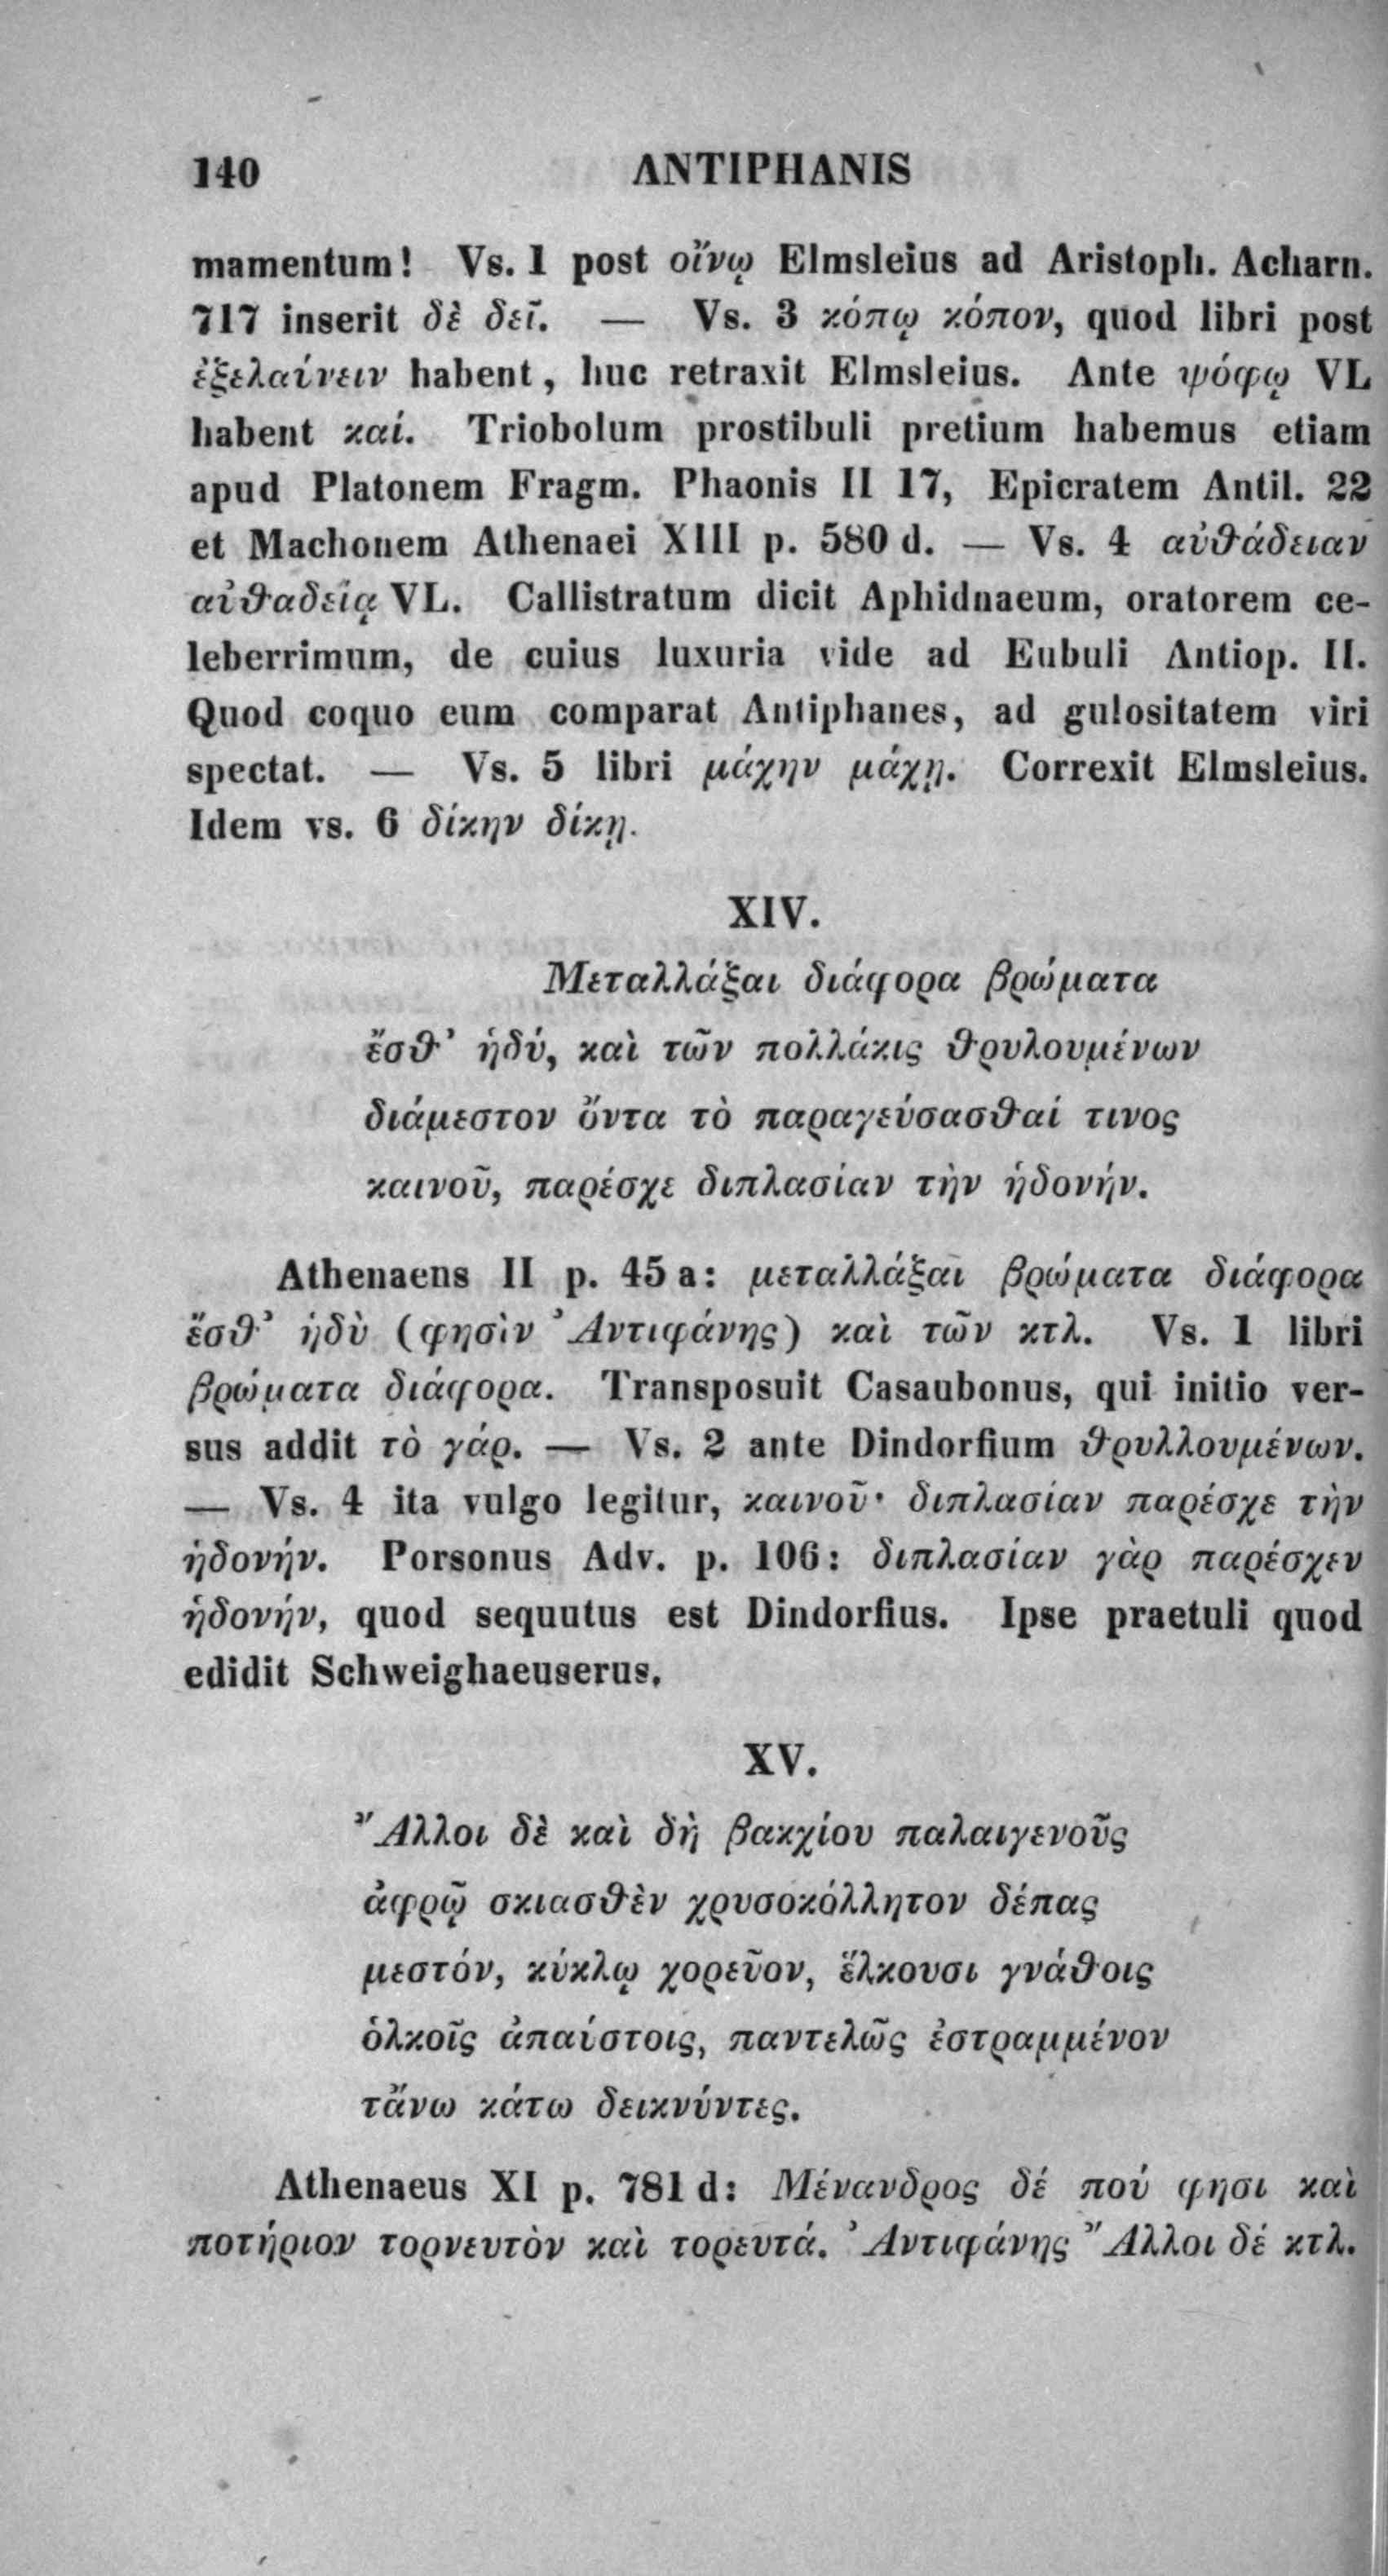 140 ANTIPHANIS
mamentum! Vs. 1 post οἴνῳ Elmsleius ad Aristoph. Acharn.
717 inserit δὲ δεῖ. — Vs. 3 κόπῳ κόπον, quod libri post
ἐξελαύνειν habent, huc retraxit Elmsleius. Ante ψόφῳ VL
habent καί. Triobolum prostibuli pretium habemus etiam
apud Platonem Fragm. Phaonis II 17, Epicratem Antil. 22
et Machonem Athenaei XIII p. 580 d. — Vs. 4 αὐθάδειαν
αὐθαδείᾳ VL. Callistratum dicit Aphidnaeum, oratorem ce-
leberrimum, de cuius luxuria vide ad Eubuli Antiop. II.
Quod coquo eum comparat Antiphanes, ad gulositatem viri
spectat. — Vs. 5 libri μάχην μάχῃ. Correxit Elmsleius.
Idem vs. 6 δίκην δίκῃ.
XIV.
Μεταλλάξαι διάφορα βρώματα
ἔσθ᾽ ἡδύ, καὶ τῶν πολλάκις θρυλουμένων
διάμεστον ὄντα τὸ παραγεύσασθαί τινος
καινοῦ, παρέσχε διπλασίαν τὴν ἡδονήν.
Athenaens II p. 45 a: μεταλλάξαι βρώματα διάφορα
ἔσθ᾽ ἡδὺ (φησὶν Ἀντιφάνης) καὶ τῶν κτλ. Vs. 1 libri
βρώματα διάφορα. Transposuit Casaubonus, qui initio ver-
sus addit τὸ γάρ. — Vs. 2 ante Dindorfium θρυλλουμένων.
— Vs. 4 ita vulgo legitur, καινοῦ· διπλασίαν παρέσχε τὴν
ἡδονήν. Porsonus Adv. p. 106: διπλασίαν γὰρ παρέσχεν
ἡδονήν, quod sequutus est Dindorfius. Ipse praetuli quod
edidit Schweighaeuserus.
XV.
Ἄλλοι δὲ καὶ δὴ βακχίου παλαιγενοῦς
ἀφρῷ σκιασθὲν χρυσοκόλλητον δέπας
μεστόν, κύκλῳ χορεῦον, ἕλκουσι γνάθοις
ὁλκοῖς ἀπαύστοις, παντελῶς ἐστραμμένον
τἄνω κάτω δεικνύντες.
Athenaeus XI p. 781 d: Μένανδρος δέ πού φησι καὶ
ποτήριον τορνευτὸν καὶ τορευτά. Ἀντιφάνης Ἄλλοι δέ κτλ.